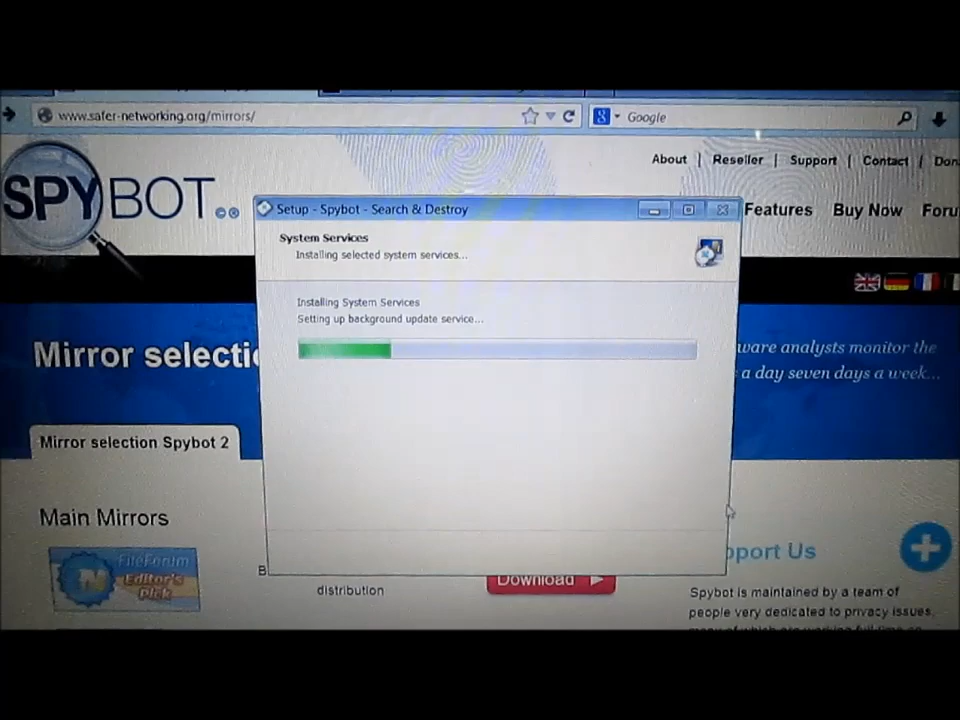 www.safer-networking.org/mirrors/
Google
About | Reseller | Support | Contact | Don
SPYBOT
Features Buy Now Foru
Setup - Spybot - Search & Destroy
System Services
Installing selected system services...
Installing System Services
Setting up background update service...
Mirror selectio
ware analysts monitor the
a day seven days a week...
Mirror selection Spybot 2
Main Mirrors
FileForum
Editor's
Pick
B
distribution
Download
pport Us
Spybot is maintained by a team of
people very dedicated to privacy issues,